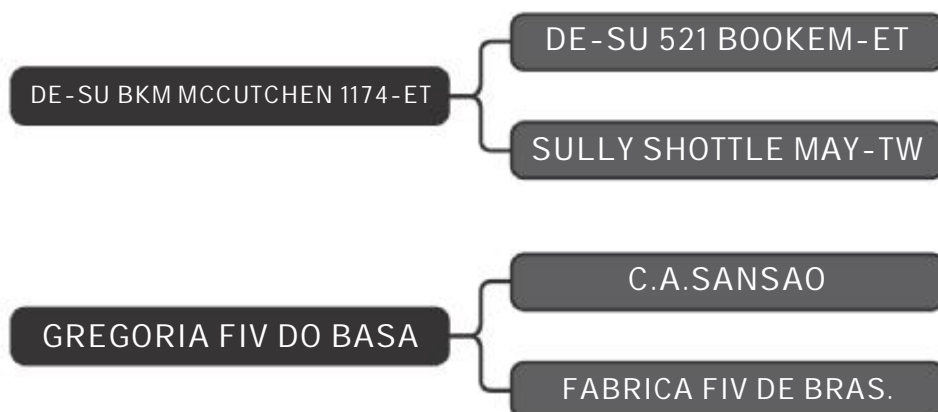 DE-SU 521 BOOKEM-ET
DE-SU BKM MCCUTCHEN 1174-ET
SULLY SHOTTLE MAY-TW
C.A.SANSAO
GREGORIA FIV DO BASA
FABRICA FIV DE BRAS.